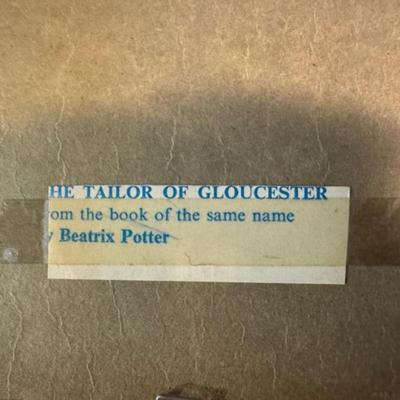 HE TAILOR OF GLOUCESTER
om the book of the same name
y Beatrix Potter